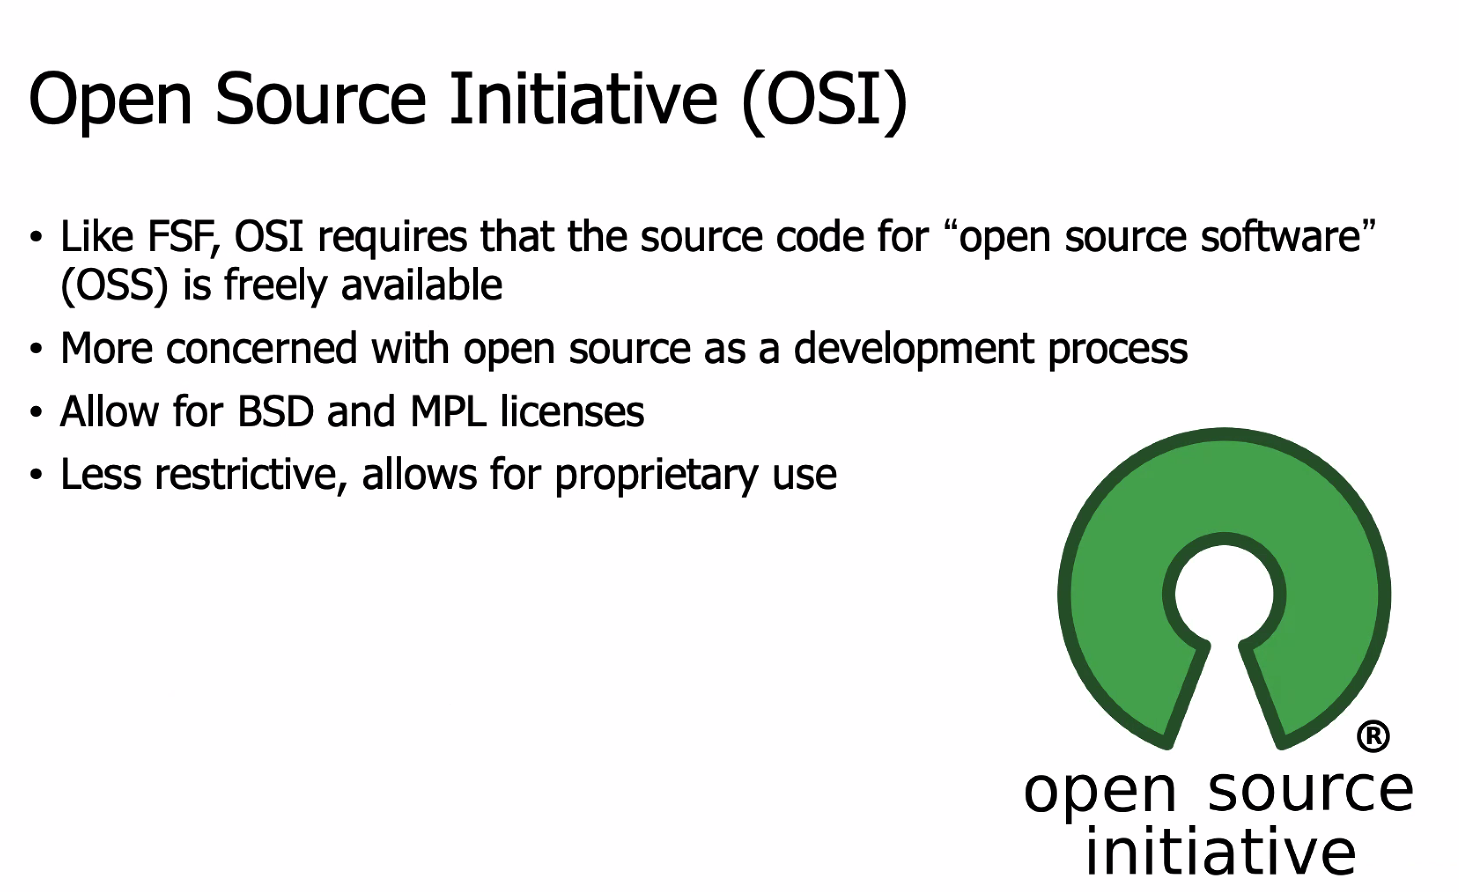 Open Source Initiative (OSI)
• Like FSF, OSI requires that the source code for “open source software”
(OSS) is freely available
• More concerned with open source as a development process
• Allow for BSD and MPL licenses
• Less restrictive, allows for proprietary use
®
open source
initiative